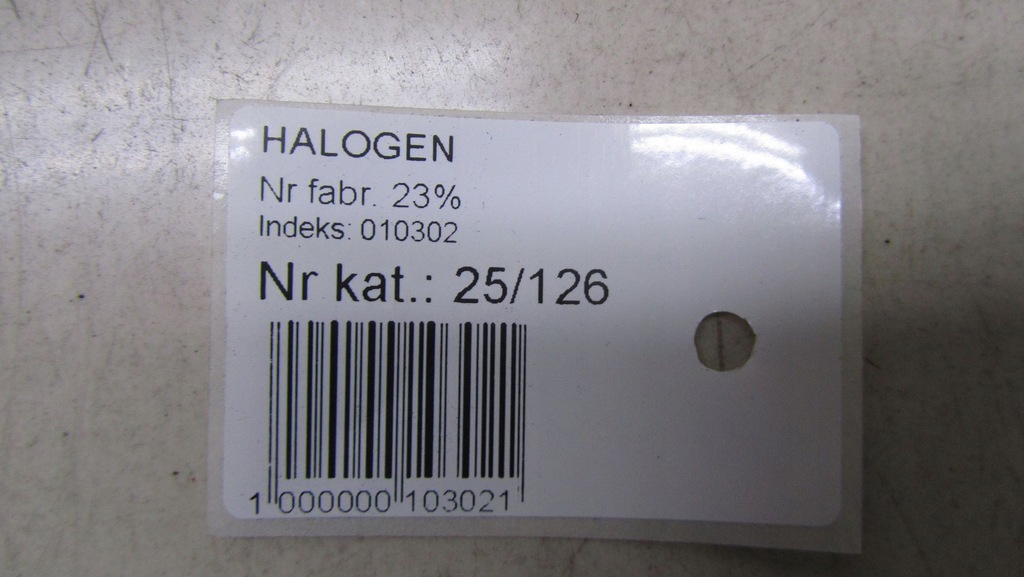 HALOGEN
Nr fabr. 23%
Indeks: 010302
Nr kat.: 25/126
1 000000 103021